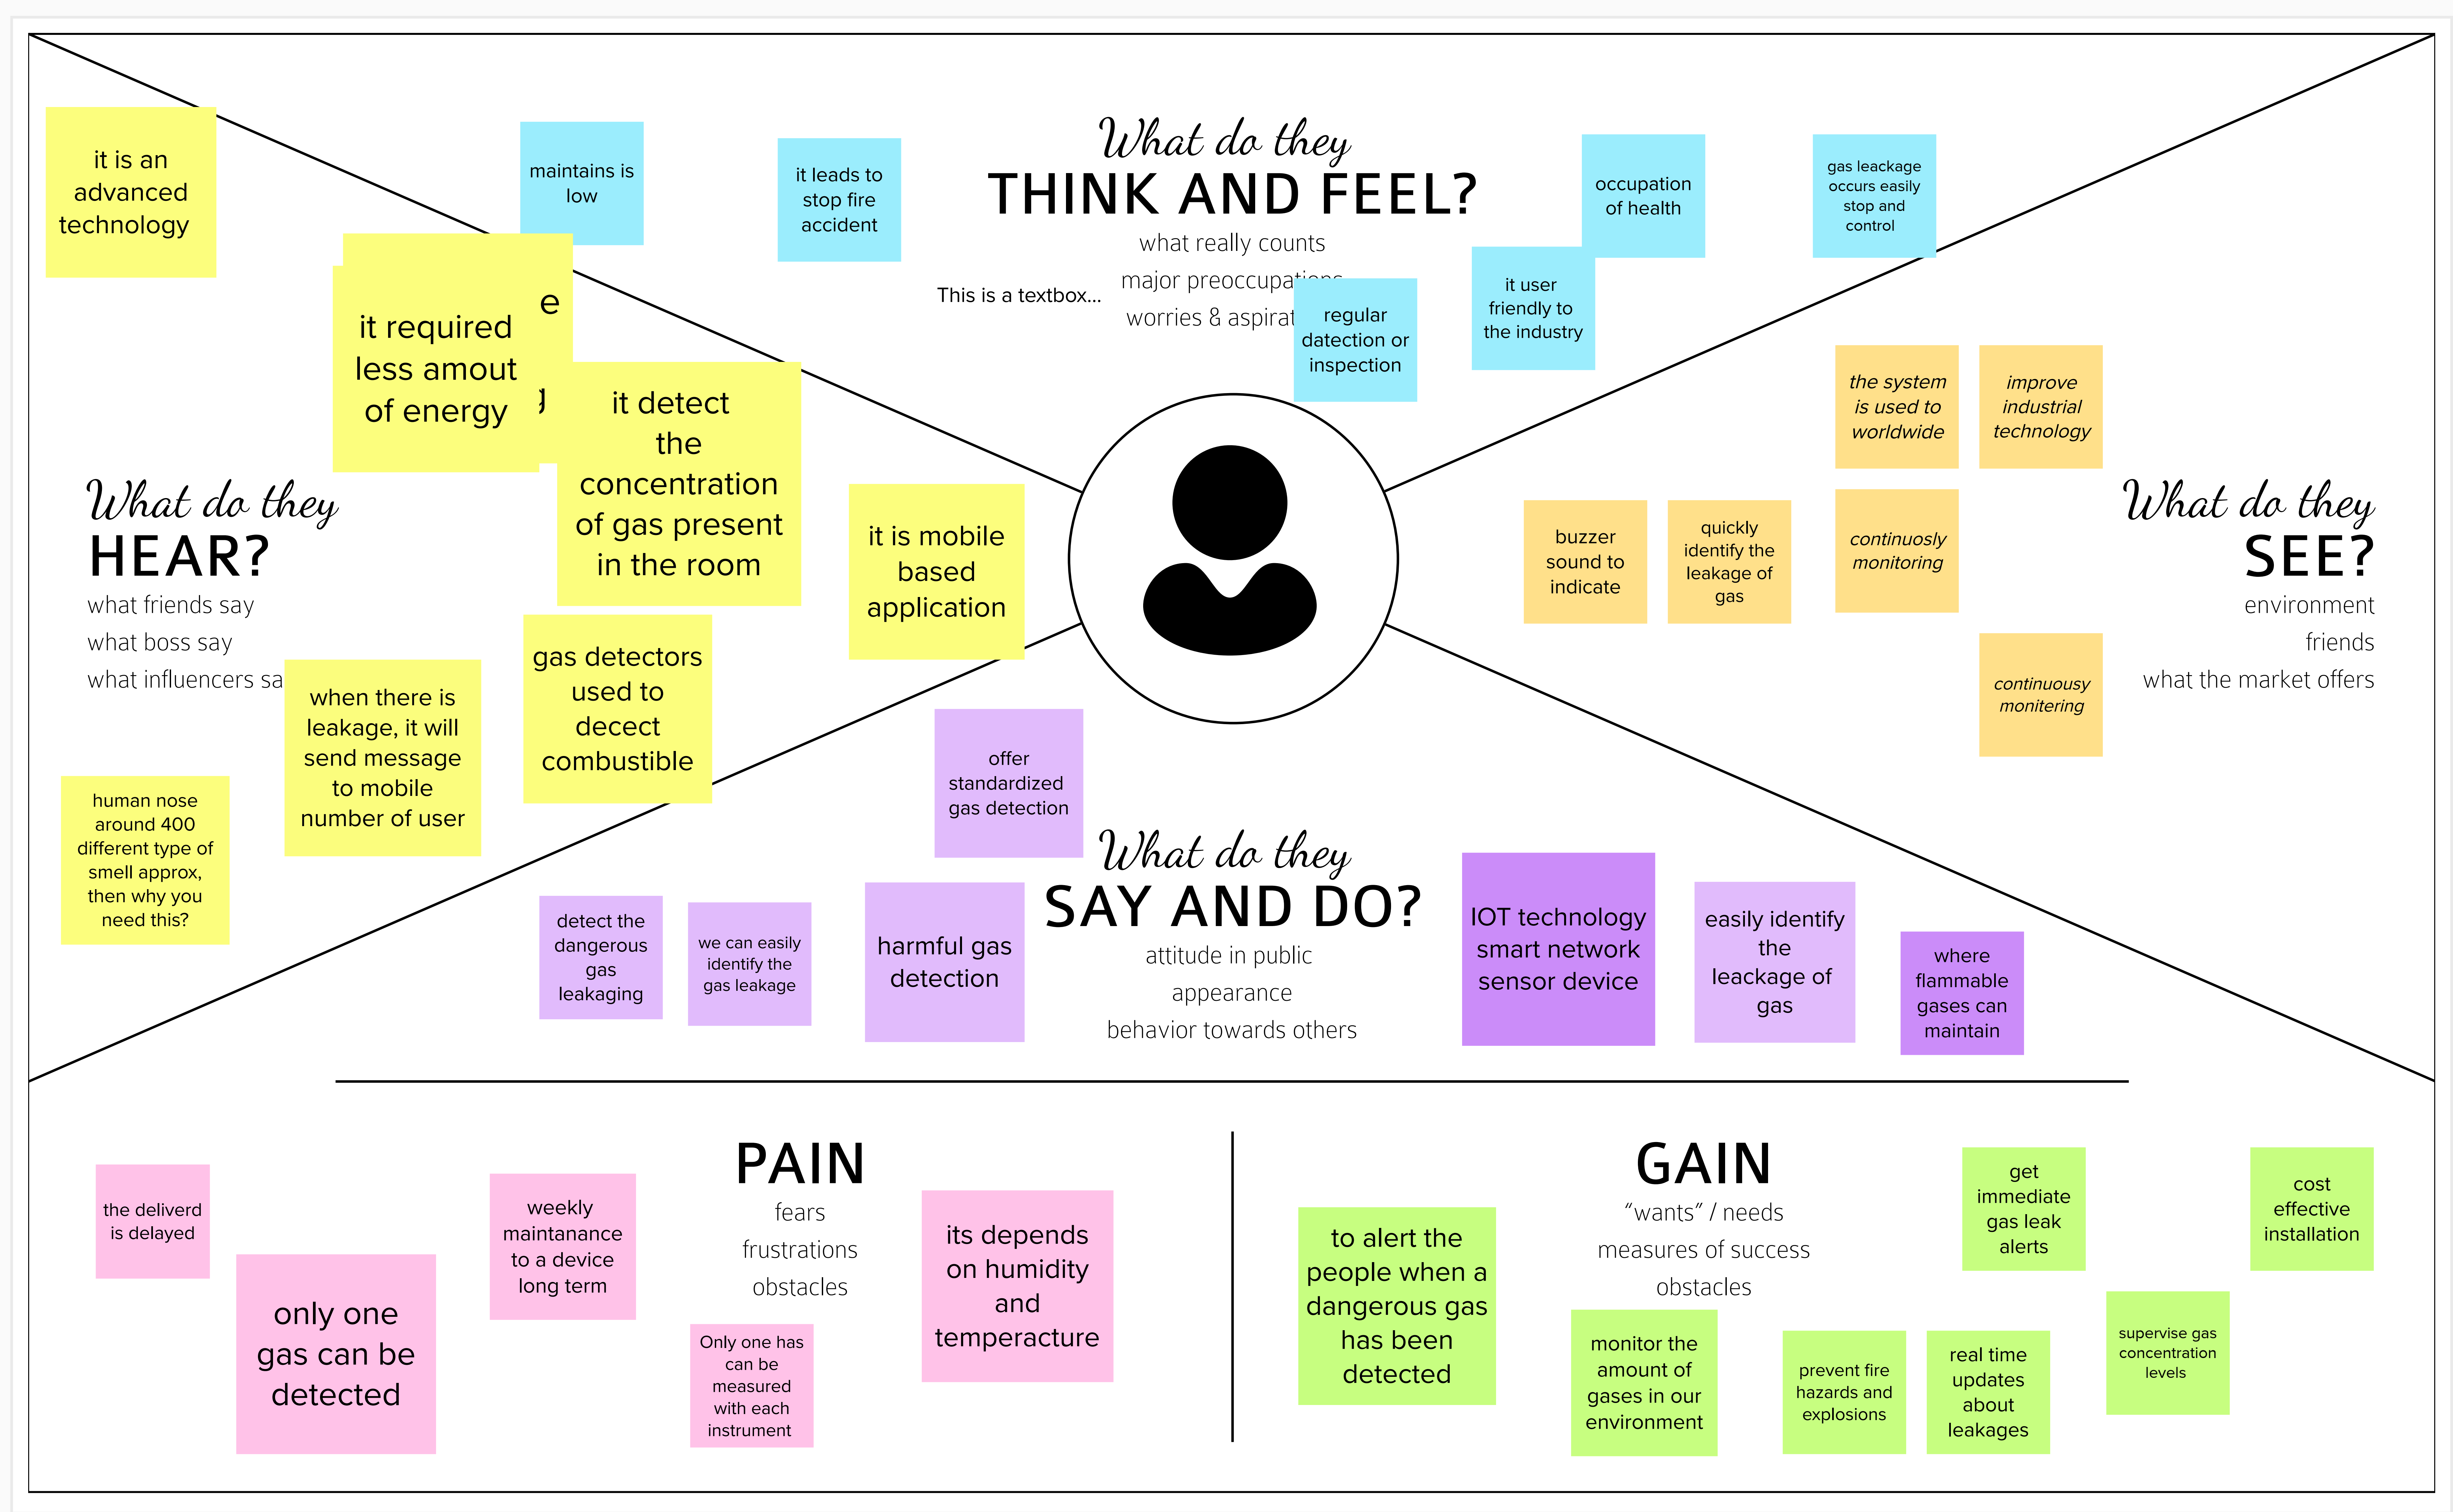 What do they
THINK AND FEEL?
what really counts
major preoccupations
worries &
This is a textbox...
maintains is
low
it leads to
stop fire
accident
regular
datection or
inspection
it user
friendly to
the industry
occupation
of health
gas leackage
occurs easily
stop and
control
What do they
HEAR?
what friends say
what boss say
what influencers
it is an
advanced
technology
it required
less amout
of energy
it detect
the
concentration
of gas present
in the room
it is mobile
based
application
gas detectors
used to
decect
combustible
when there is
leakage, it will
send message
to mobile
number of user
human nose
around 400
different type of
smell approx,
then why you
need this?
What do they
SEE?
environment
friends
what the market offers
the system
is used to
worldwide
improve
industrial
technology
buzzer
sound to
indicate
quickly
identify the
leakage of
gas
continuosly
monitoring
continuousy
monitering
What do they
SAY AND DO?
attitude in public
appearance
behavior towards others
offer
standardized
gas detection
detect the
dangerous
gas
leakaging
we can easily
identify the
gas leakage
harmful gas
detection
IOT technology
smart network
sensor device
easily identify
the
leackage of
gas
where
flammable
gases can
maintain
PAIN
fears
frustrations
obstacles
the deliverd
is delayed
only one
gas can be
detected
weekly
maintanance
to a device
long term
Only one has
can be
measured
with each
instrument
its depends
on humidity
and
temperacture
GAIN
“wants” / needs
measures of success
obstacles
to alert the
people when a
dangerous gas
has been
detected
monitor the
amount of
gases in our
environment
prevent fire
hazards and
explosions
real time
updates
about
leakages
get
immediate
gas leak
alerts
supervise gas
concentration
levels
cost
effective
installation